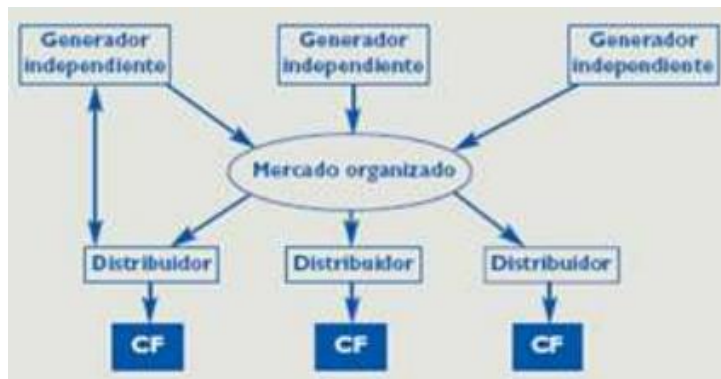 Generador
independiente
Generador
independiente
Generador
independiente
Mercado organizado
Distribuidor
Distribuidor
Distribuidor
CF
CF
CF